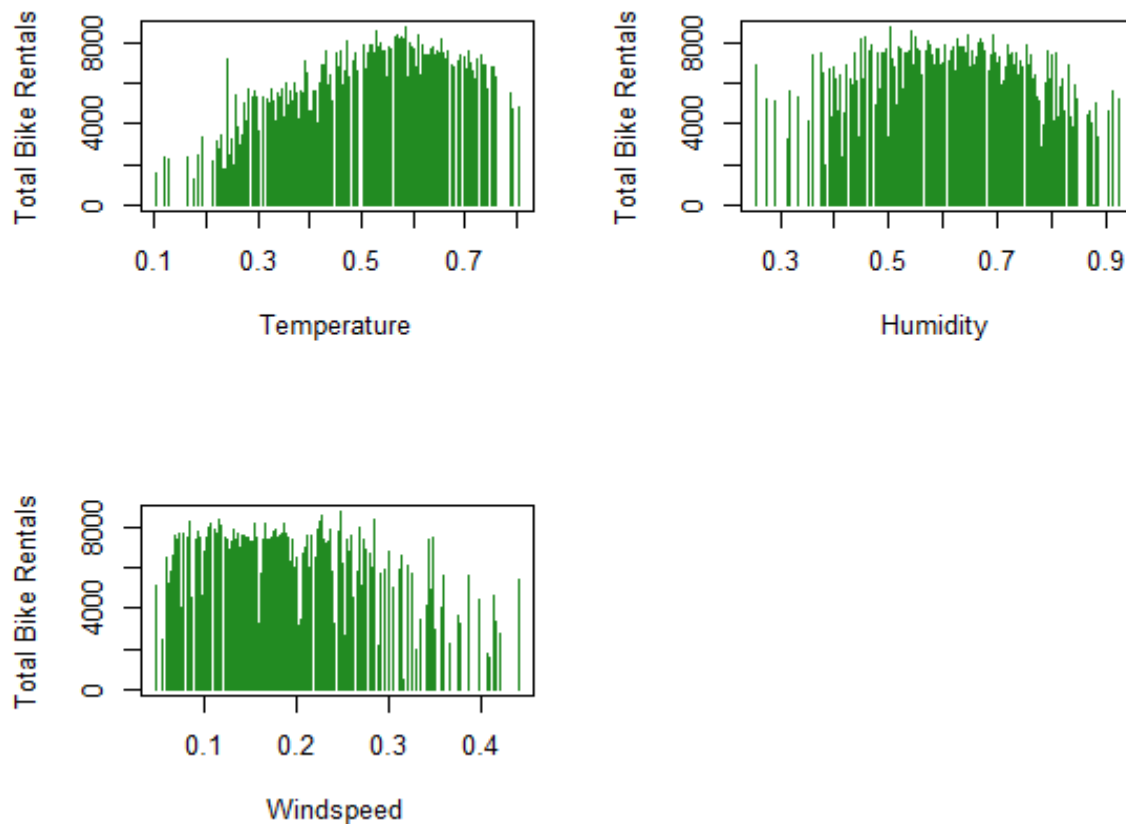 Total Bike Rentals
8000
4000
0
0.1 0.3 0.5 0.7
Temperature
Total Bike Rentals
8000
4000
0
0.3 0.5 0.7 0.9
Humidity
Total Bike Rentals
8000
4000
0
0.1 0.2 0.3 0.4
Windspeed